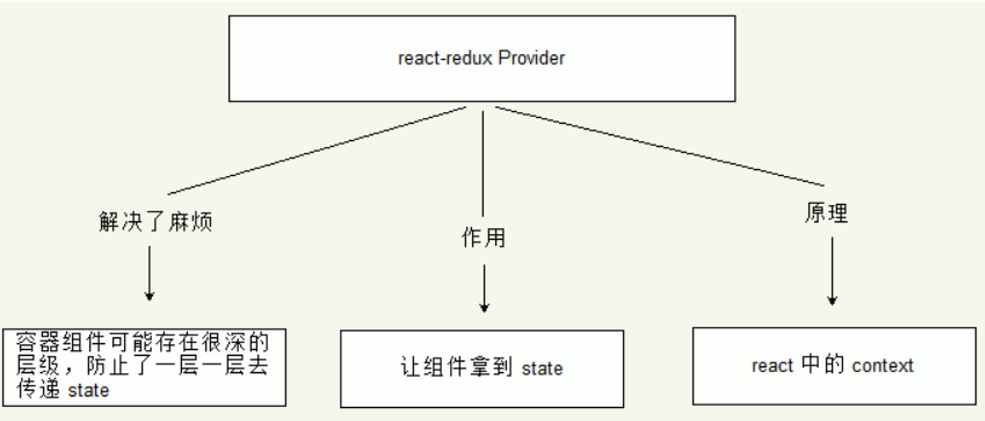 react-redux Provider
解决了麻烦
作用
原理
容器组件可能存在很深的
层级，防止了一层一层去
传递 state
让组件拿到 state
react 中的 context